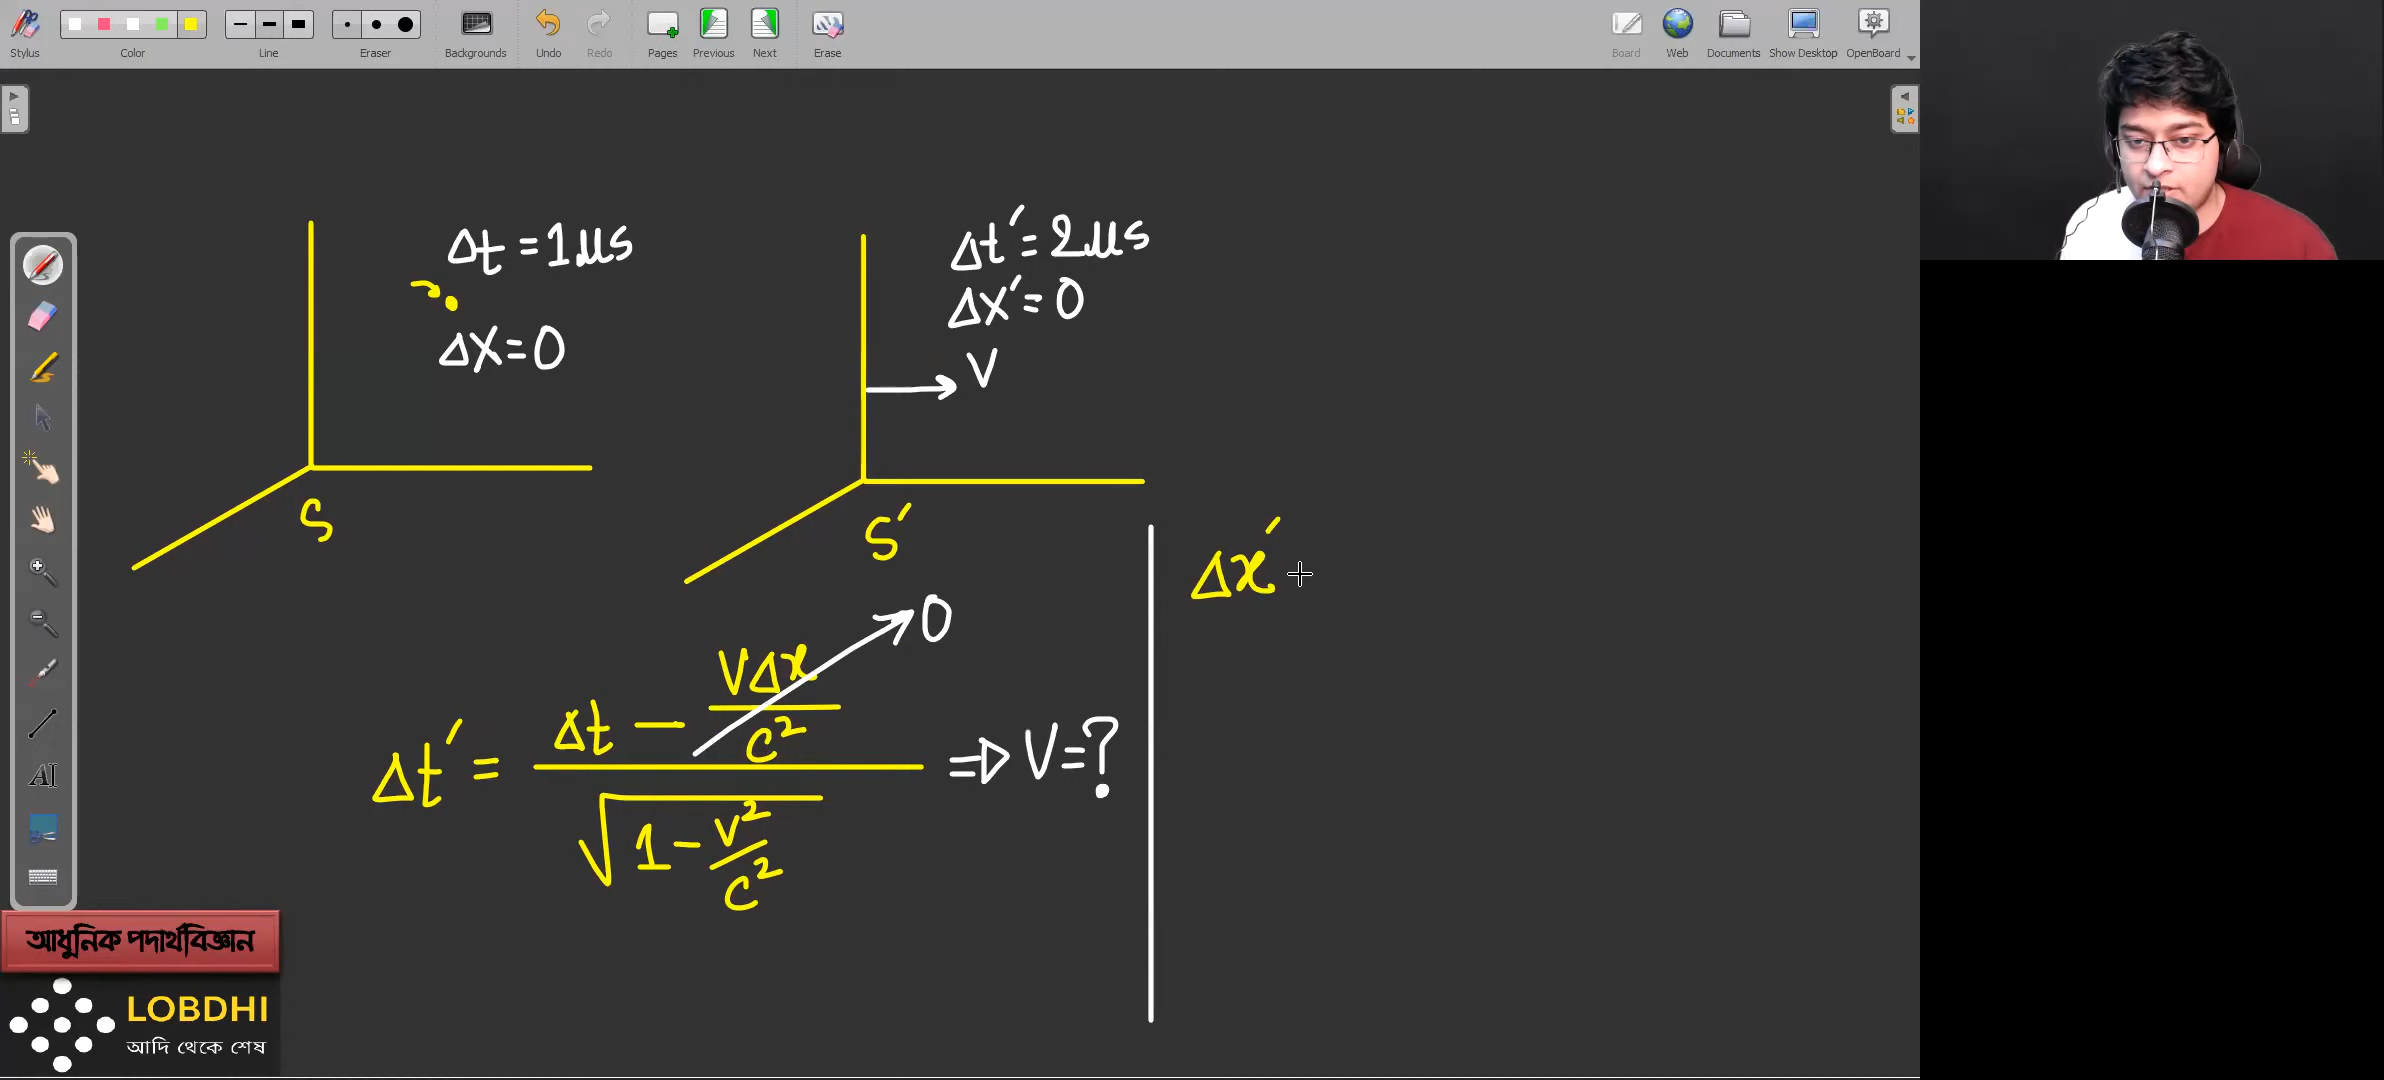 Stylus
Color
Line
Eraser
Backgrounds
Undo
Redo
Pages
Previous
Next
Erase
Board
Web
Documents
Show Desktop
OpenBoard
Δt = 1μs
ΔX = 0
S
Δt′ = 2μs
ΔX′ = 0
V
S′
Δx′
0
Δt′ = (Δt − VΔx/c²) / √(1 − V²/c²) ⇒ V = ?
AI
আধুনিক পদার্থবিজ্ঞান
LOBDHI
আদি থেকে শেষ